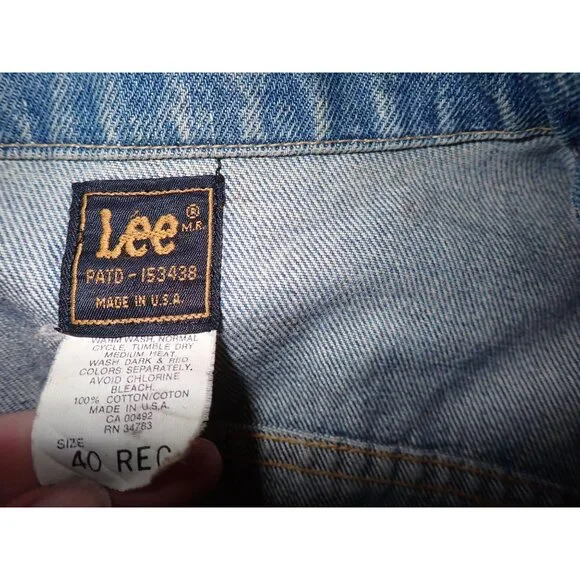 Lee ®
M.R.
PATD - 153438
MADE IN U.S.A.
WARM WASH, NORMAL
CYCLE, TUMBLE DRY
MEDIUM HEAT
WASH DARK & RED
COLORS SEPARATELY.
AVOID CHLORINE
BLEACH.
100% COTTON/COTON
MADE IN U.S.A.
CA 00492
RN 34783
SIZE
40 REG